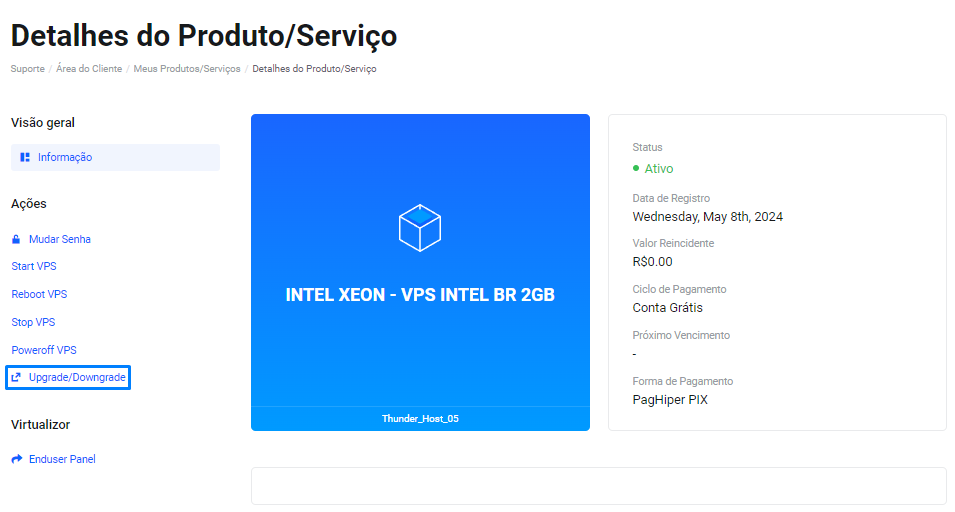 Detalhes do Produto/Serviço
Suporte / Área do Cliente / Meus Produtos/Serviços / Detalhes do Produto/Serviço
Visão geral
Informação
Ações
Mudar Senha
Start VPS
Reboot VPS
Stop VPS
Poweroff VPS
Upgrade/Downgrade
Virtualizor
Enduser Panel
INTEL XEON - VPS INTEL BR 2GB
Thunder_Host_05
Status
Ativo
Data de Registro
Wednesday, May 8th, 2024
Valor Reincidente
R$0.00
Ciclo de Pagamento
Conta Grátis
Próximo Vencimento
-
Forma de Pagamento
PagHiper PIX